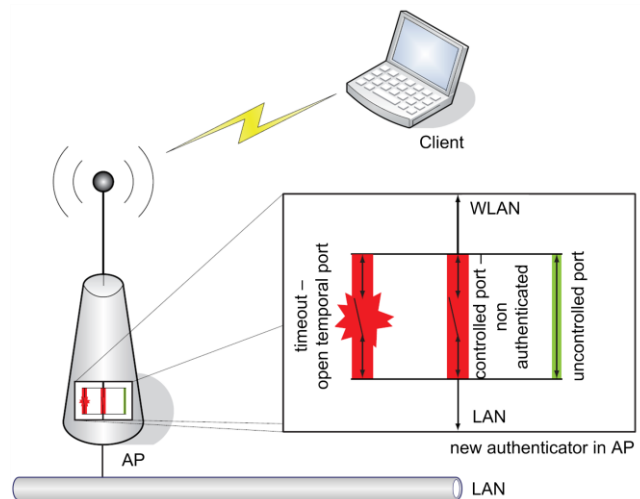 Client
WLAN
timeout –
open temporal port
controlled port –
non
authenticated
uncontrolled port
LAN
new authenticator in AP
AP
LAN